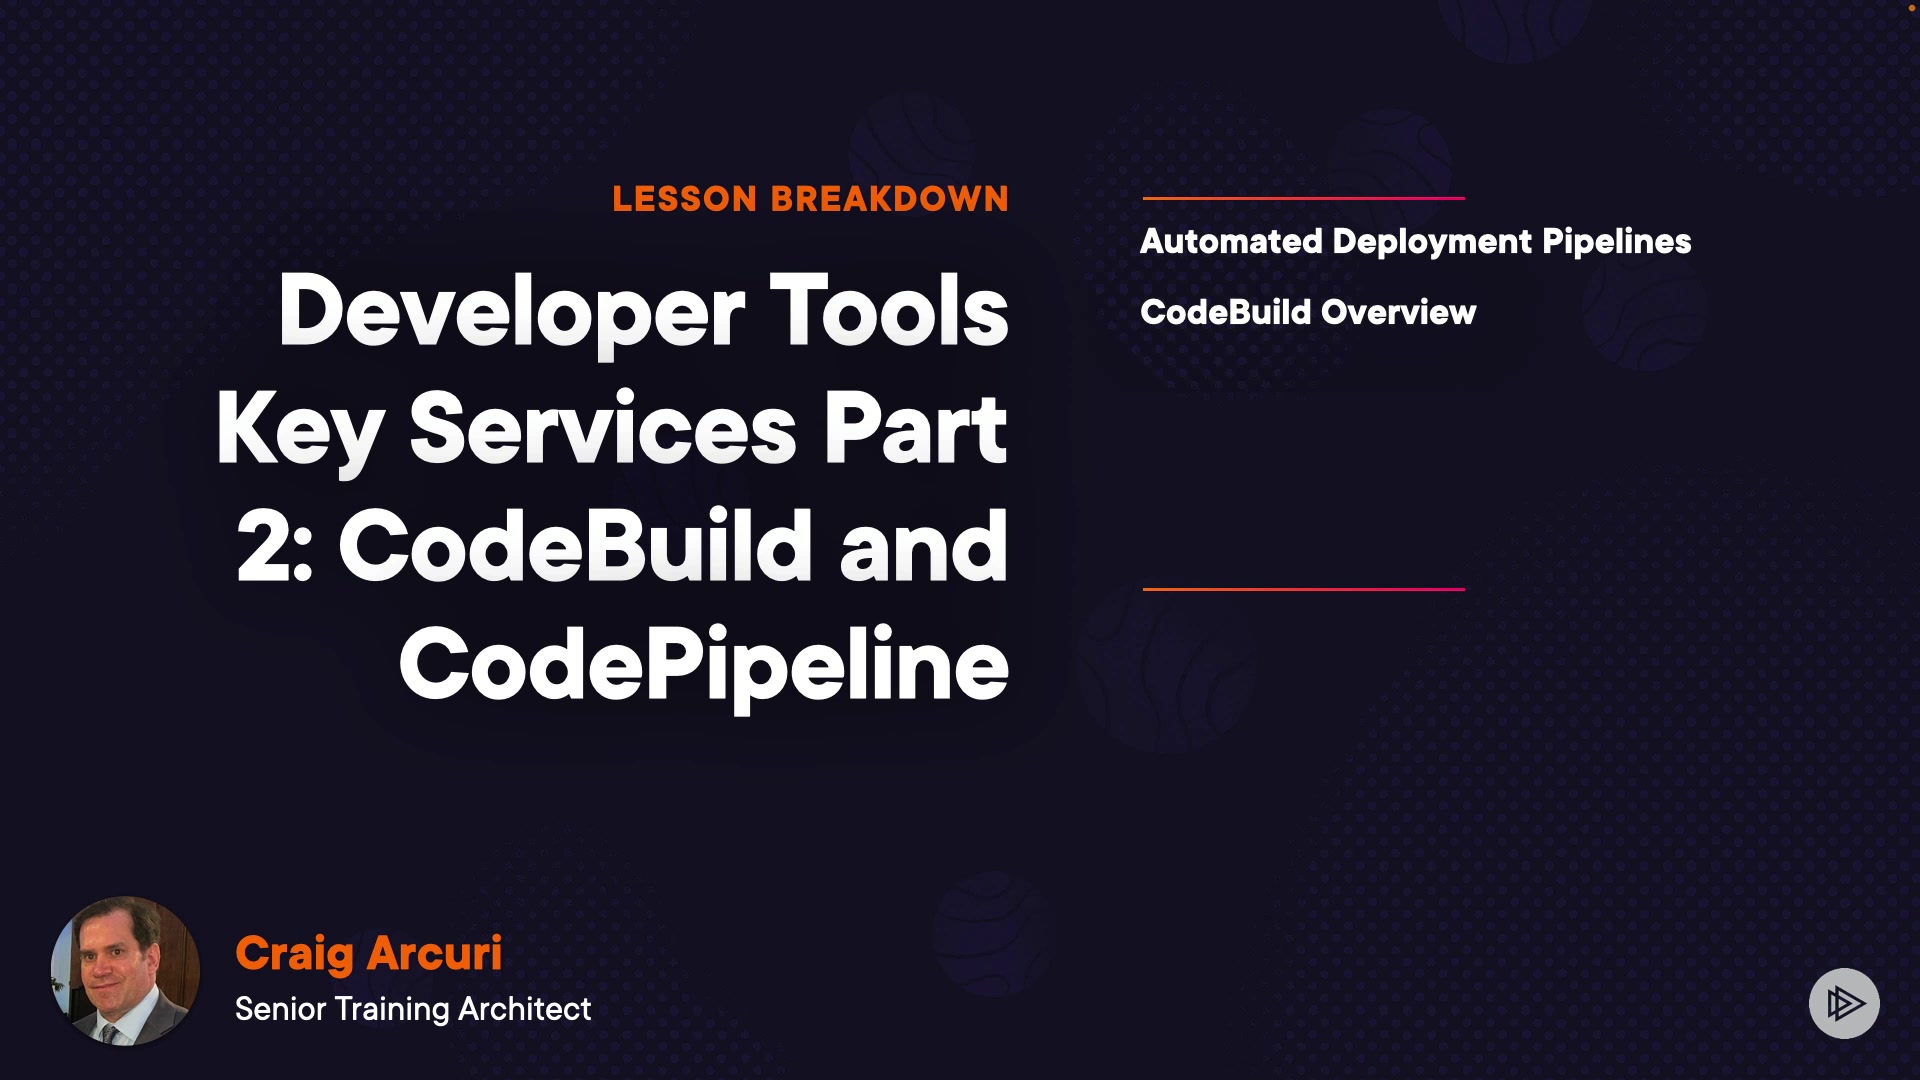 LESSON BREAKDOWN
Developer Tools
Key Services Part
2: CodeBuild and
CodePipeline
Automated Deployment Pipelines
CodeBuild Overview
Craig Arcuri
Senior Training Architect